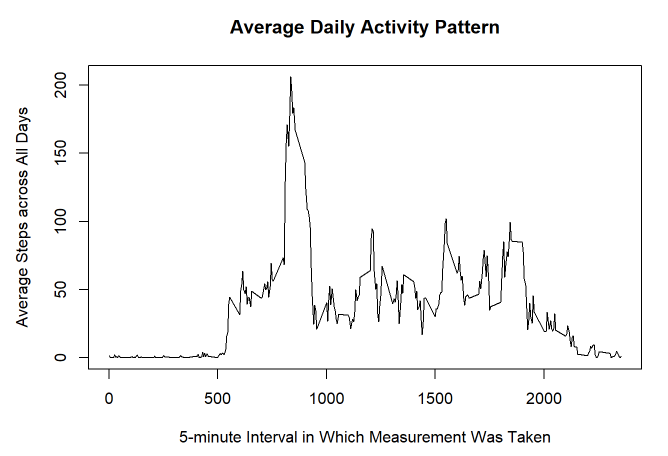 Average Daily Activity Pattern
Average Steps across All Days
200
150
100
50
0
0 500 1000 1500 2000
5-minute Interval in Which Measurement Was Taken